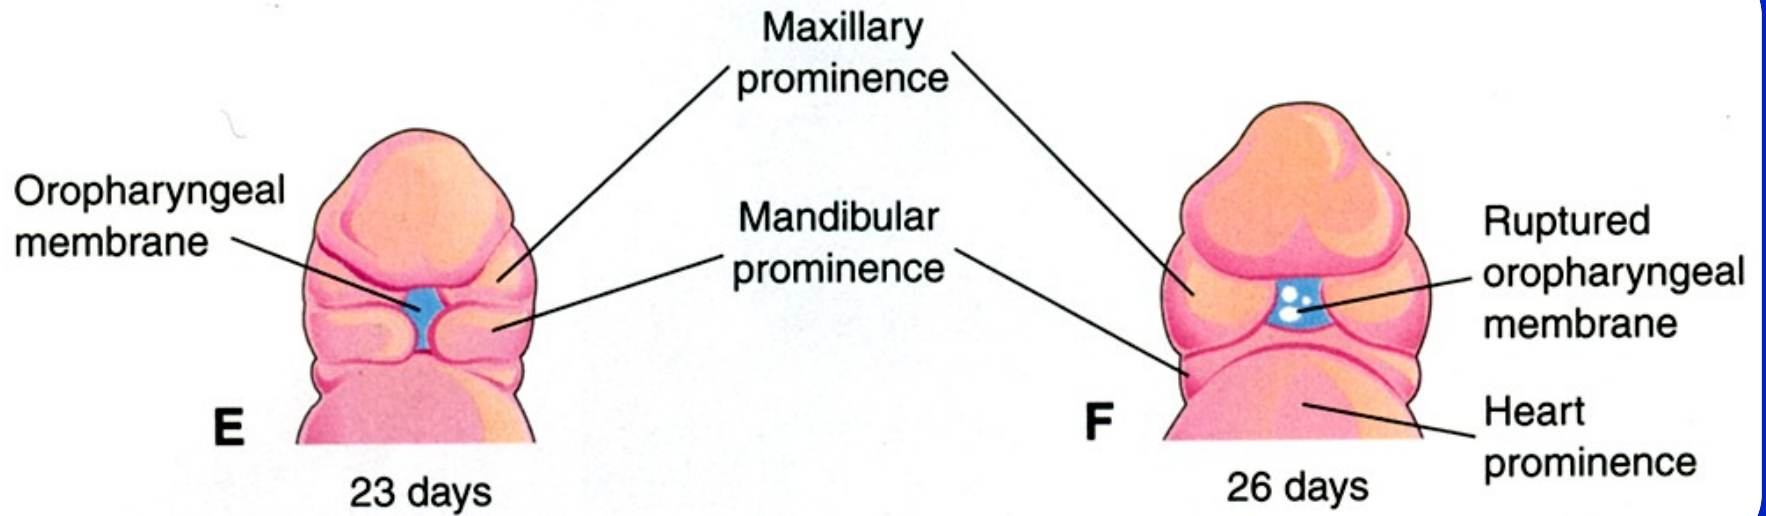 Maxillary
prominence
Oropharyngeal
membrane
Mandibular
prominence
Ruptured
oropharyngeal
membrane
Heart
prominence
E
F
23 days
26 days